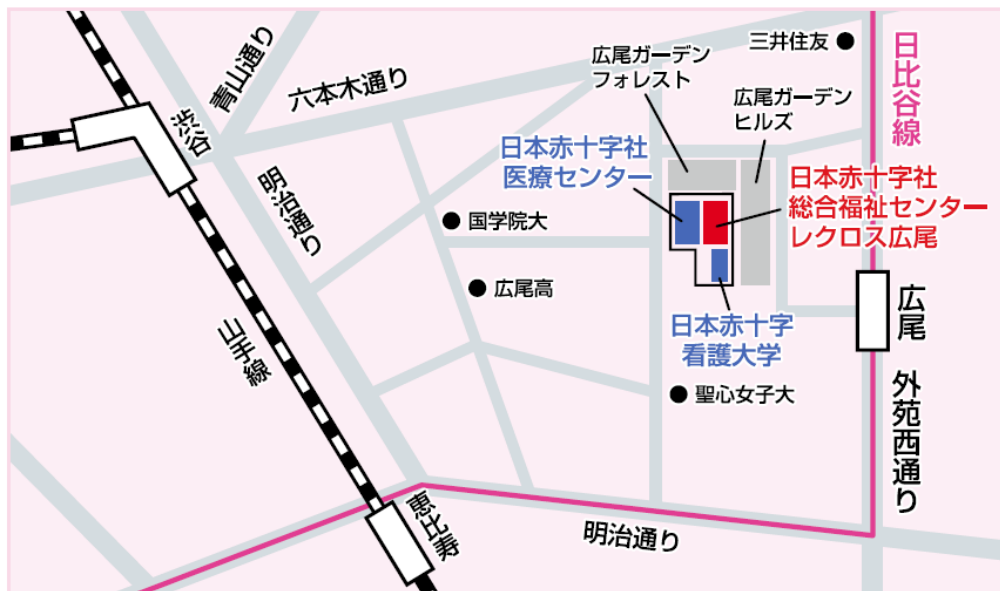 青山通り
六本木通り
広尾ガーデン
フォレスト
三井住友
日比谷線
広尾ガーデン
ヒルズ
渋谷
日本赤十字社
医療センター
日本赤十字社
総合福祉センター
レクロス広尾
明治通り
国学院大
広尾高
広尾
日本赤十字
看護大学
山手線
聖心女子大
外苑西通り
恵比寿
明治通り